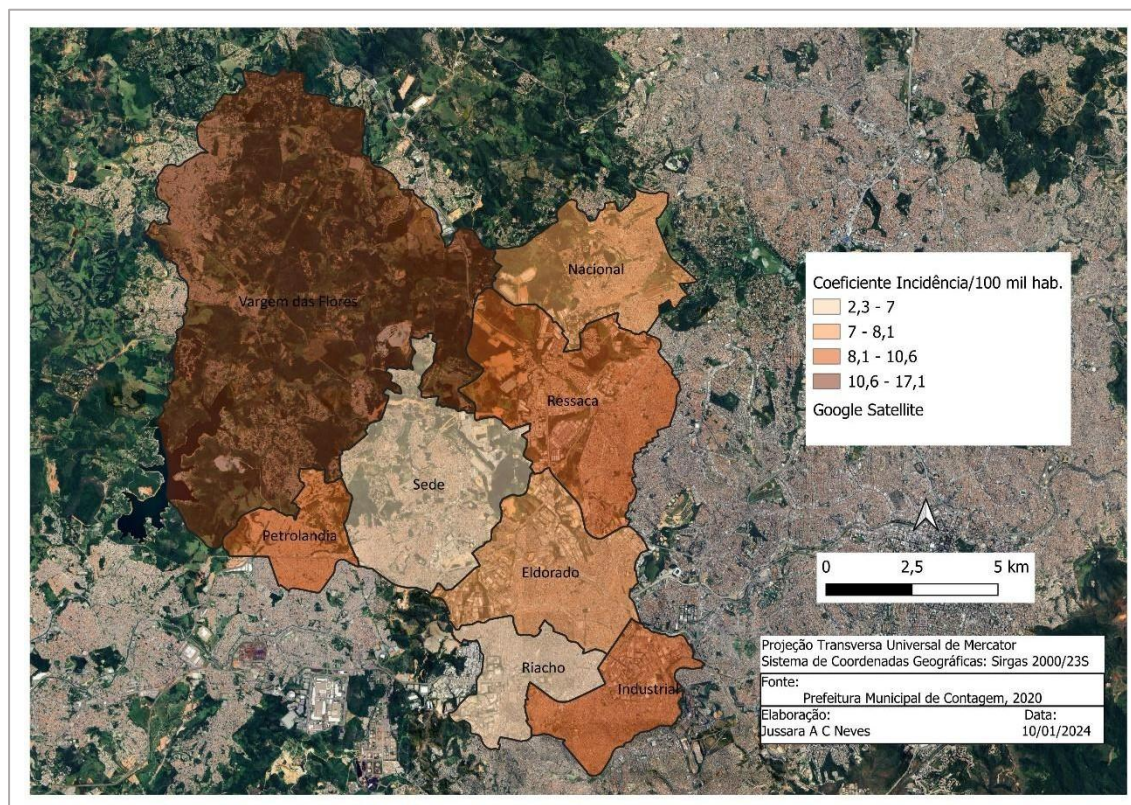 Nacional
Vargem das Flores
Ressaca
Sede
Petrolandia
Eldorado
Riacho
Industrial
Coeficiente Incidência/100 mil hab.
2,3 - 7
7 - 8,1
8,1 - 10,6
10,6 - 17,1
Google Satellite
0 2,5 5 km
Projeção Transversa Universal de Mercator
Sistema de Coordenadas Geográficas: Sirgas 2000/23S
Fonte:
Prefeitura Municipal de Contagem, 2020
Elaboração: Data:
Jussara A C Neves 10/01/2024